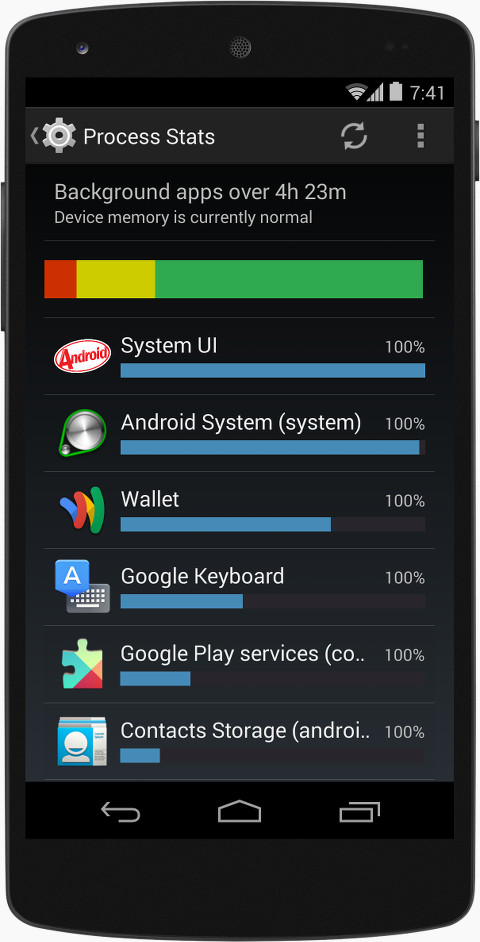 7:41
Process Stats
Background apps over 4h 23m
Device memory is currently normal
Android
System UI 100%
Android System (system) 100%
Wallet 100%
A
Google Keyboard 100%
Google Play services (co.. 100%
Contacts Storage (androi.. 100%